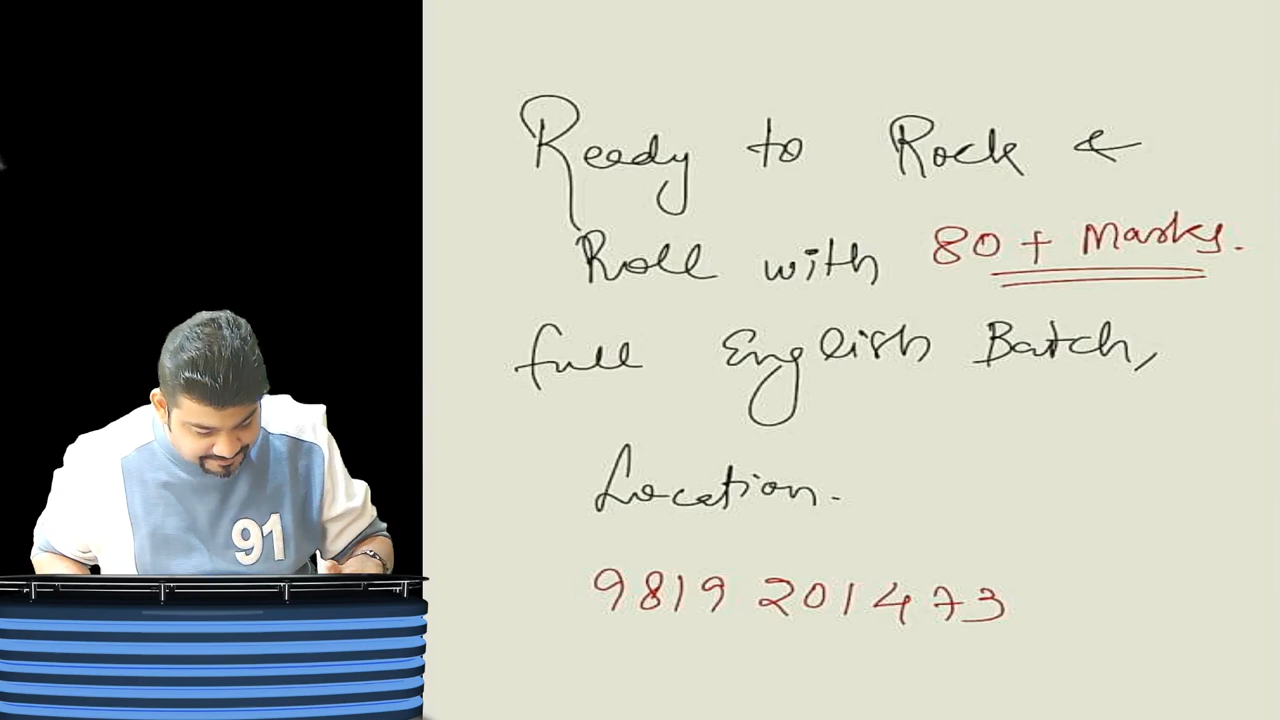 Ready to Rock &
Roll with 80 + Marks.
full English Batch,
Location.
9819 201473
91